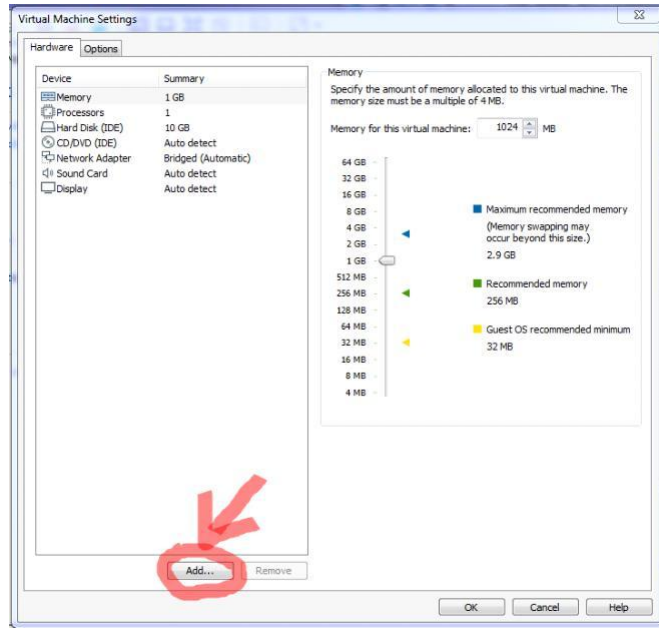 Virtual Machine Settings
Hardware Options
Device Summary
Memory 1 GB
Processors 1
Hard Disk (IDE) 10 GB
CD/DVD (IDE) Auto detect
Network Adapter Bridged (Automatic)
Sound Card Auto detect
Display Auto detect
Add... Remove
Memory
Specify the amount of memory allocated to this virtual machine. The
memory size must be a multiple of 4 MB.
Memory for this virtual machine: 1024 MB
64 GB
32 GB
16 GB
8 GB
4 GB
2 GB
1 GB
512 MB
256 MB
128 MB
64 MB
32 MB
16 MB
8 MB
4 MB
Maximum recommended memory
(Memory swapping may
occur beyond this size.)
2.9 GB
Recommended memory
256 MB
Guest OS recommended minimum
32 MB
OK Cancel Help